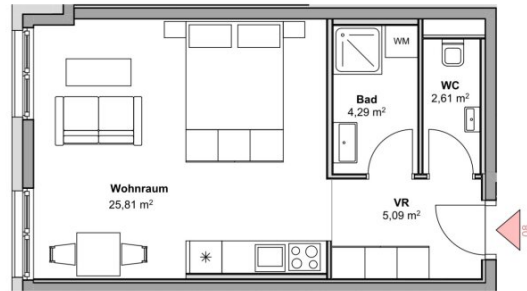 WM
Bad
4,29 m²
WC
2,61 m²
Wohnraum
25,81 m²
VR
5,09 m²